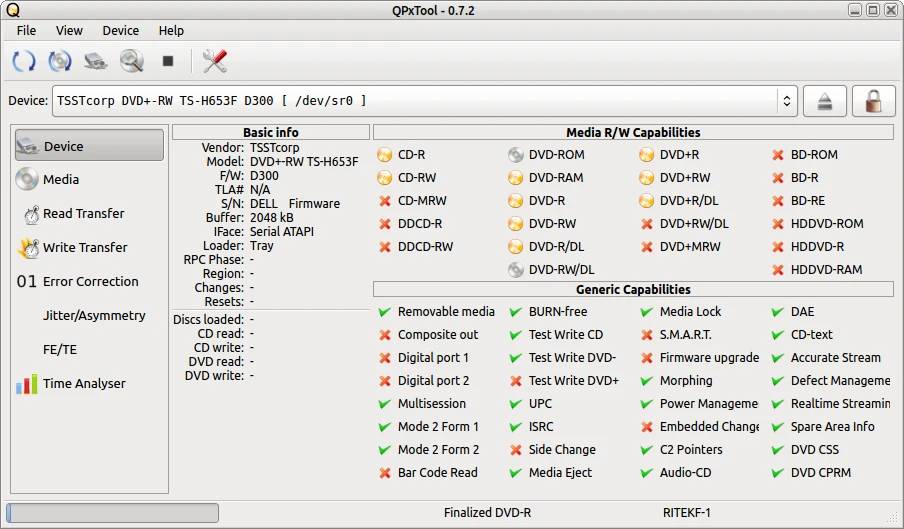 QPxTool - 0.7.2
File View Device Help
Device: TSSTcorp DVD+-RW TS-H653F D300 [ /dev/sr0 ]
Device
Media
Read Transfer
Write Transfer
01 Error Correction
Jitter/Asymmetry
FE/TE
Time Analyser
Basic info
Vendor: TSSTcorp
Model: DVD+-RW TS-H653F
F/W: D300
TLA# N/A
S/N: DELL Firmware
Buffer: 2048 kB
IFace: Serial ATAPI
Loader: Tray
RPC Phase: -
Region: -
Changes: -
Resets: -
Discs loaded: -
CD read: -
CD write: -
DVD read: -
DVD write: -
Media R/W Capabilities
CD-R DVD-ROM DVD+R BD-ROM
CD-RW DVD-RAM DVD+RW BD-R
CD-MRW DVD-R DVD+R/DL BD-RE
DDCD-R DVD-RW DVD+RW/DL HDDVD-ROM
DDCD-RW DVD-R/DL DVD+MRW HDDVD-R
DVD-RW/DL HDDVD-RAM
Generic Capabilities
Removable media BURN-free Media Lock DAE
Composite out Test Write CD S.M.A.R.T. CD-text
Digital port 1 Test Write DVD- Firmware upgrade Accurate Stream
Digital port 2 Test Write DVD+ Morphing Defect Manageme
Multisession UPC Power Manageme Realtime Streamin
Mode 2 Form 1 ISRC Embedded Change Spare Area Info
Mode 2 Form 2 Side Change C2 Pointers DVD CSS
Bar Code Read Media Eject Audio-CD DVD CPRM
Finalized DVD-R RITEKF-1